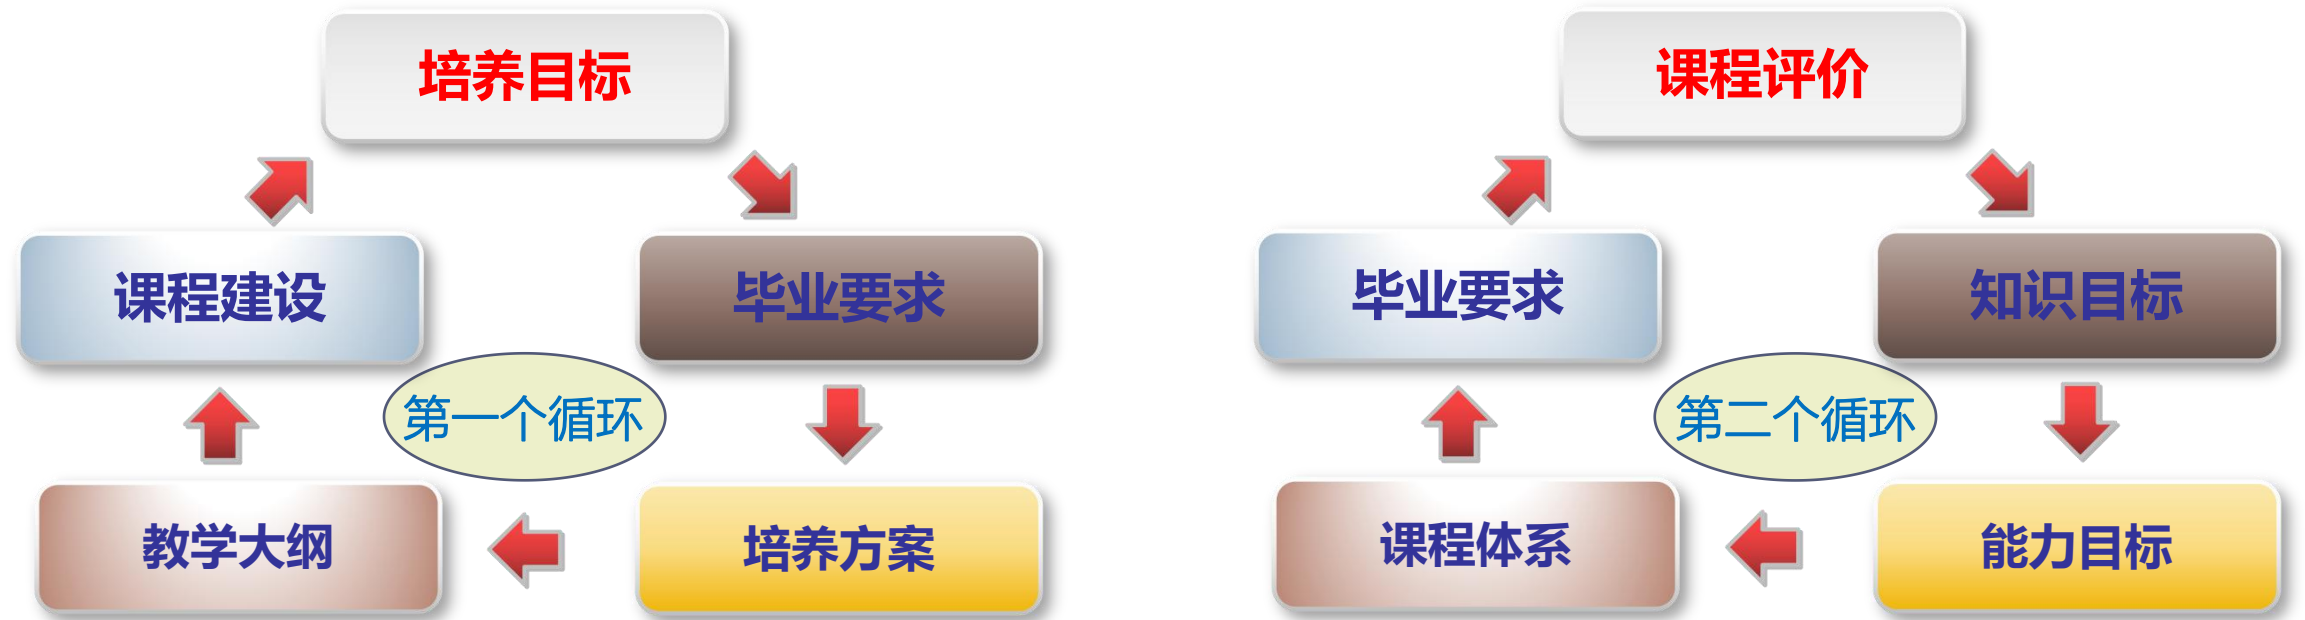 培养目标
课程评价
课程建设
毕业要求
毕业要求
知识目标
第一个循环
第二个循环
教学大纲
培养方案
课程体系
能力目标